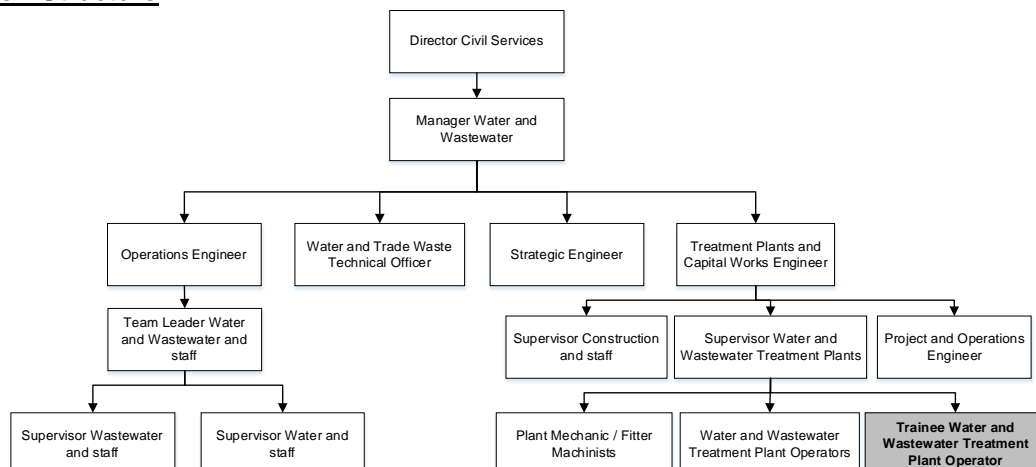 Director Civil Services
Manager Water and
Wastewater
Operations Engineer
Water and Trade Waste
Technical Officer
Strategic Engineer
Treatment Plants and
Capital Works Engineer
Team Leader Water
and Wastewater and
staff
Supervisor Construction
and staff
Supervisor Water and
Wastewater Treatment Plants
Project and Operations
Engineer
Supervisor Wastewater
and staff
Supervisor Water and
staff
Plant Mechanic / Fitter
Machinists
Water and Wastewater
Treatment Plant Operators
Trainee Water and
Wastewater Treatment
Plant Operator